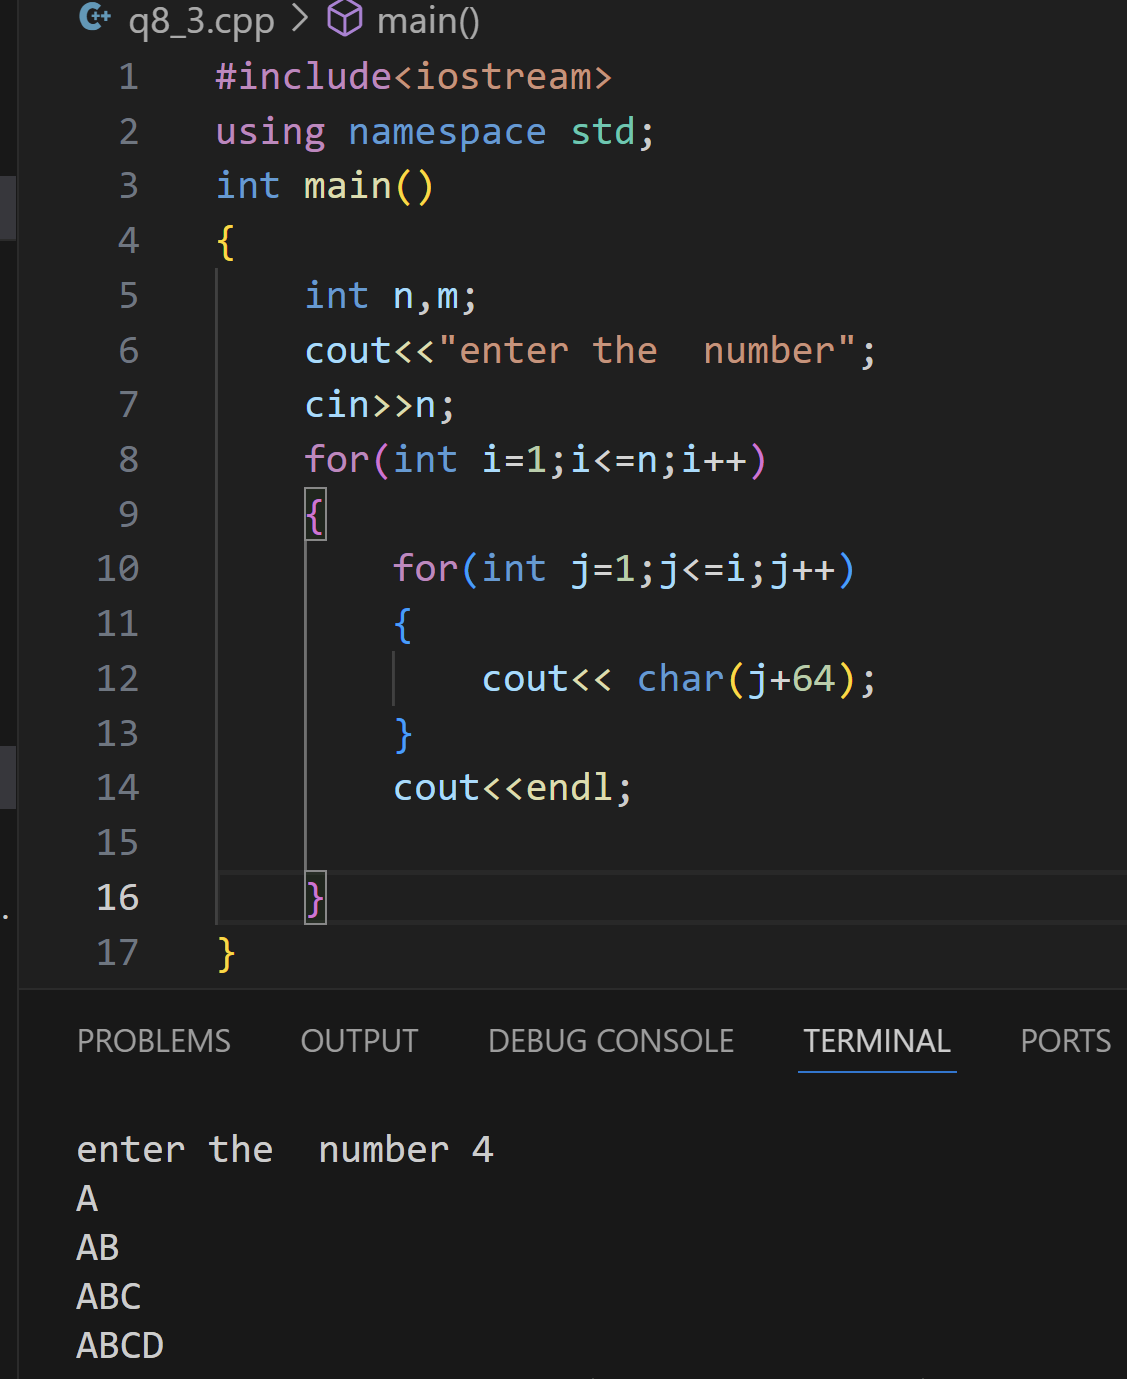 q8_3.cpp > main()
1 #include<iostream>
2 using namespace std;
3 int main()
4 {
5     int n,m;
6     cout<<"enter the  number";
7     cin>>n;
8     for(int i=1;i<=n;i++)
9     {
10         for(int j=1;j<=i;j++)
11         {
12             cout<< char(j+64);
13         }
14         cout<<endl;
15
16     }
17 }
PROBLEMS OUTPUT DEBUG CONSOLE TERMINAL PORTS
enter the  number 4
A
AB
ABC
ABCD